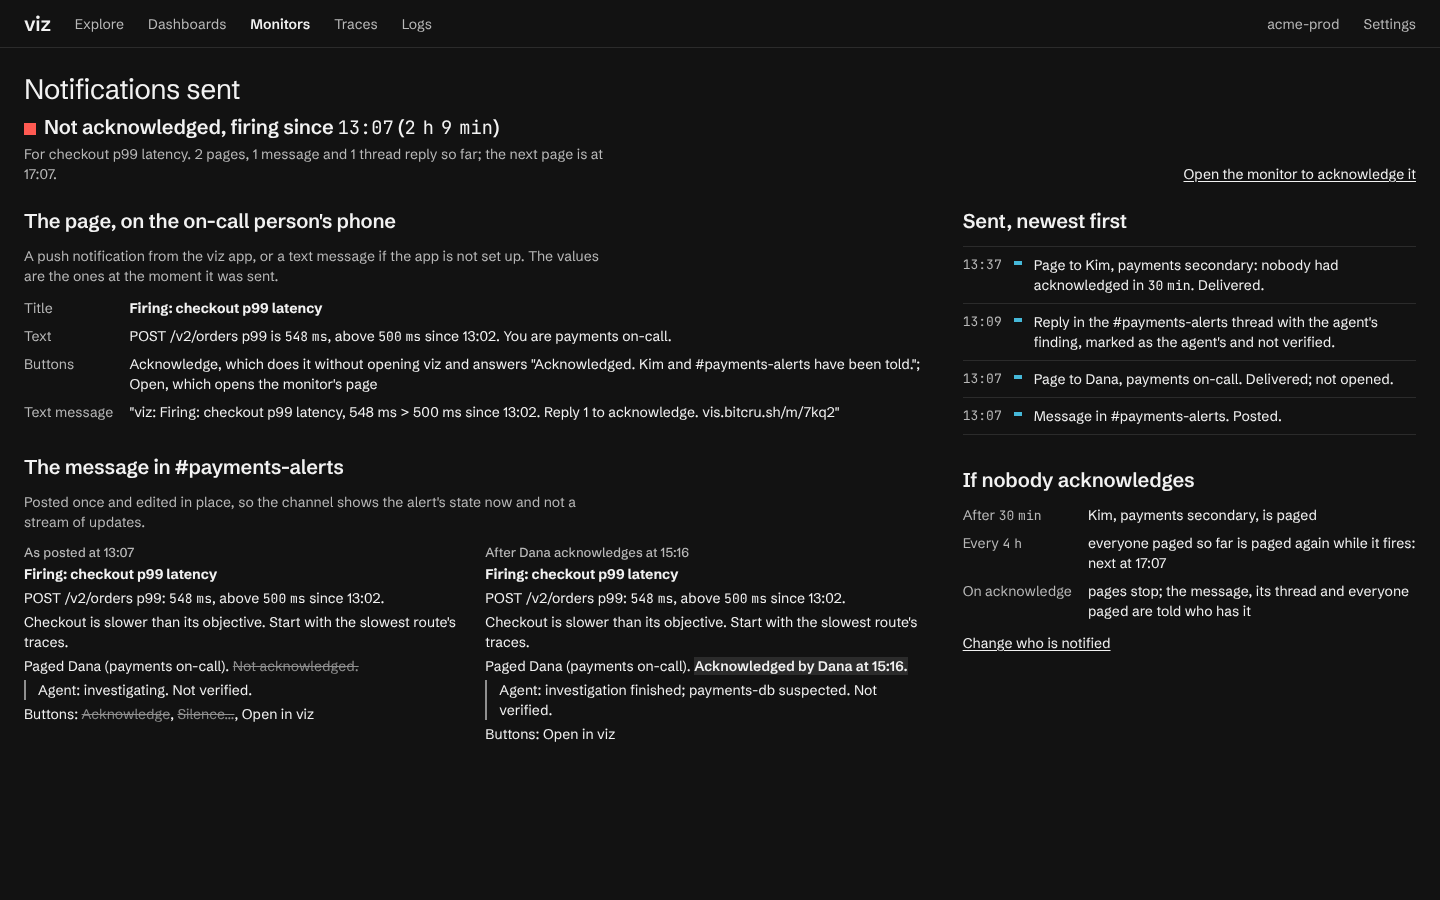 viz Explore Dashboards Monitors Traces Logs acme-prod Settings
Notifications sent
Not acknowledged, firing since 13:07 (2 h 9 min)
For checkout p99 latency. 2 pages, 1 message and 1 thread reply so far; the next page is at
17:07.
Open the monitor to acknowledge it
The page, on the on-call person's phone
A push notification from the viz app, or a text message if the app is not set up. The values
are the ones at the moment it was sent.
Title Firing: checkout p99 latency
Text POST /v2/orders p99 is 548 ms, above 500 ms since 13:02. You are payments on-call.
Buttons Acknowledge, which does it without opening viz and answers "Acknowledged. Kim and #payments-alerts have been told.";
Open, which opens the monitor's page
Text message "viz: Firing: checkout p99 latency, 548 ms > 500 ms since 13:02. Reply 1 to acknowledge. vis.bitcru.sh/m/7kq2"
The message in #payments-alerts
Posted once and edited in place, so the channel shows the alert's state now and not a
stream of updates.
As posted at 13:07
Firing: checkout p99 latency
POST /v2/orders p99: 548 ms, above 500 ms since 13:02.
Checkout is slower than its objective. Start with the slowest route's
traces.
Paged Dana (payments on-call). Not acknowledged.
Agent: investigating. Not verified.
Buttons: Acknowledge, Silence..., Open in viz
After Dana acknowledges at 15:16
Firing: checkout p99 latency
POST /v2/orders p99: 548 ms, above 500 ms since 13:02.
Checkout is slower than its objective. Start with the slowest route's
traces.
Paged Dana (payments on-call). Acknowledged by Dana at 15:16.
Agent: investigation finished; payments-db suspected. Not
verified.
Buttons: Open in viz
Sent, newest first
13:37 Page to Kim, payments secondary: nobody had
acknowledged in 30 min. Delivered.
13:09 Reply in the #payments-alerts thread with the agent's
finding, marked as the agent's and not verified.
13:07 Page to Dana, payments on-call. Delivered; not opened.
13:07 Message in #payments-alerts. Posted.
If nobody acknowledges
After 30 min Kim, payments secondary, is paged
Every 4 h everyone paged so far is paged again while it fires:
next at 17:07
On acknowledge pages stop; the message, its thread and everyone
paged are told who has it
Change who is notified